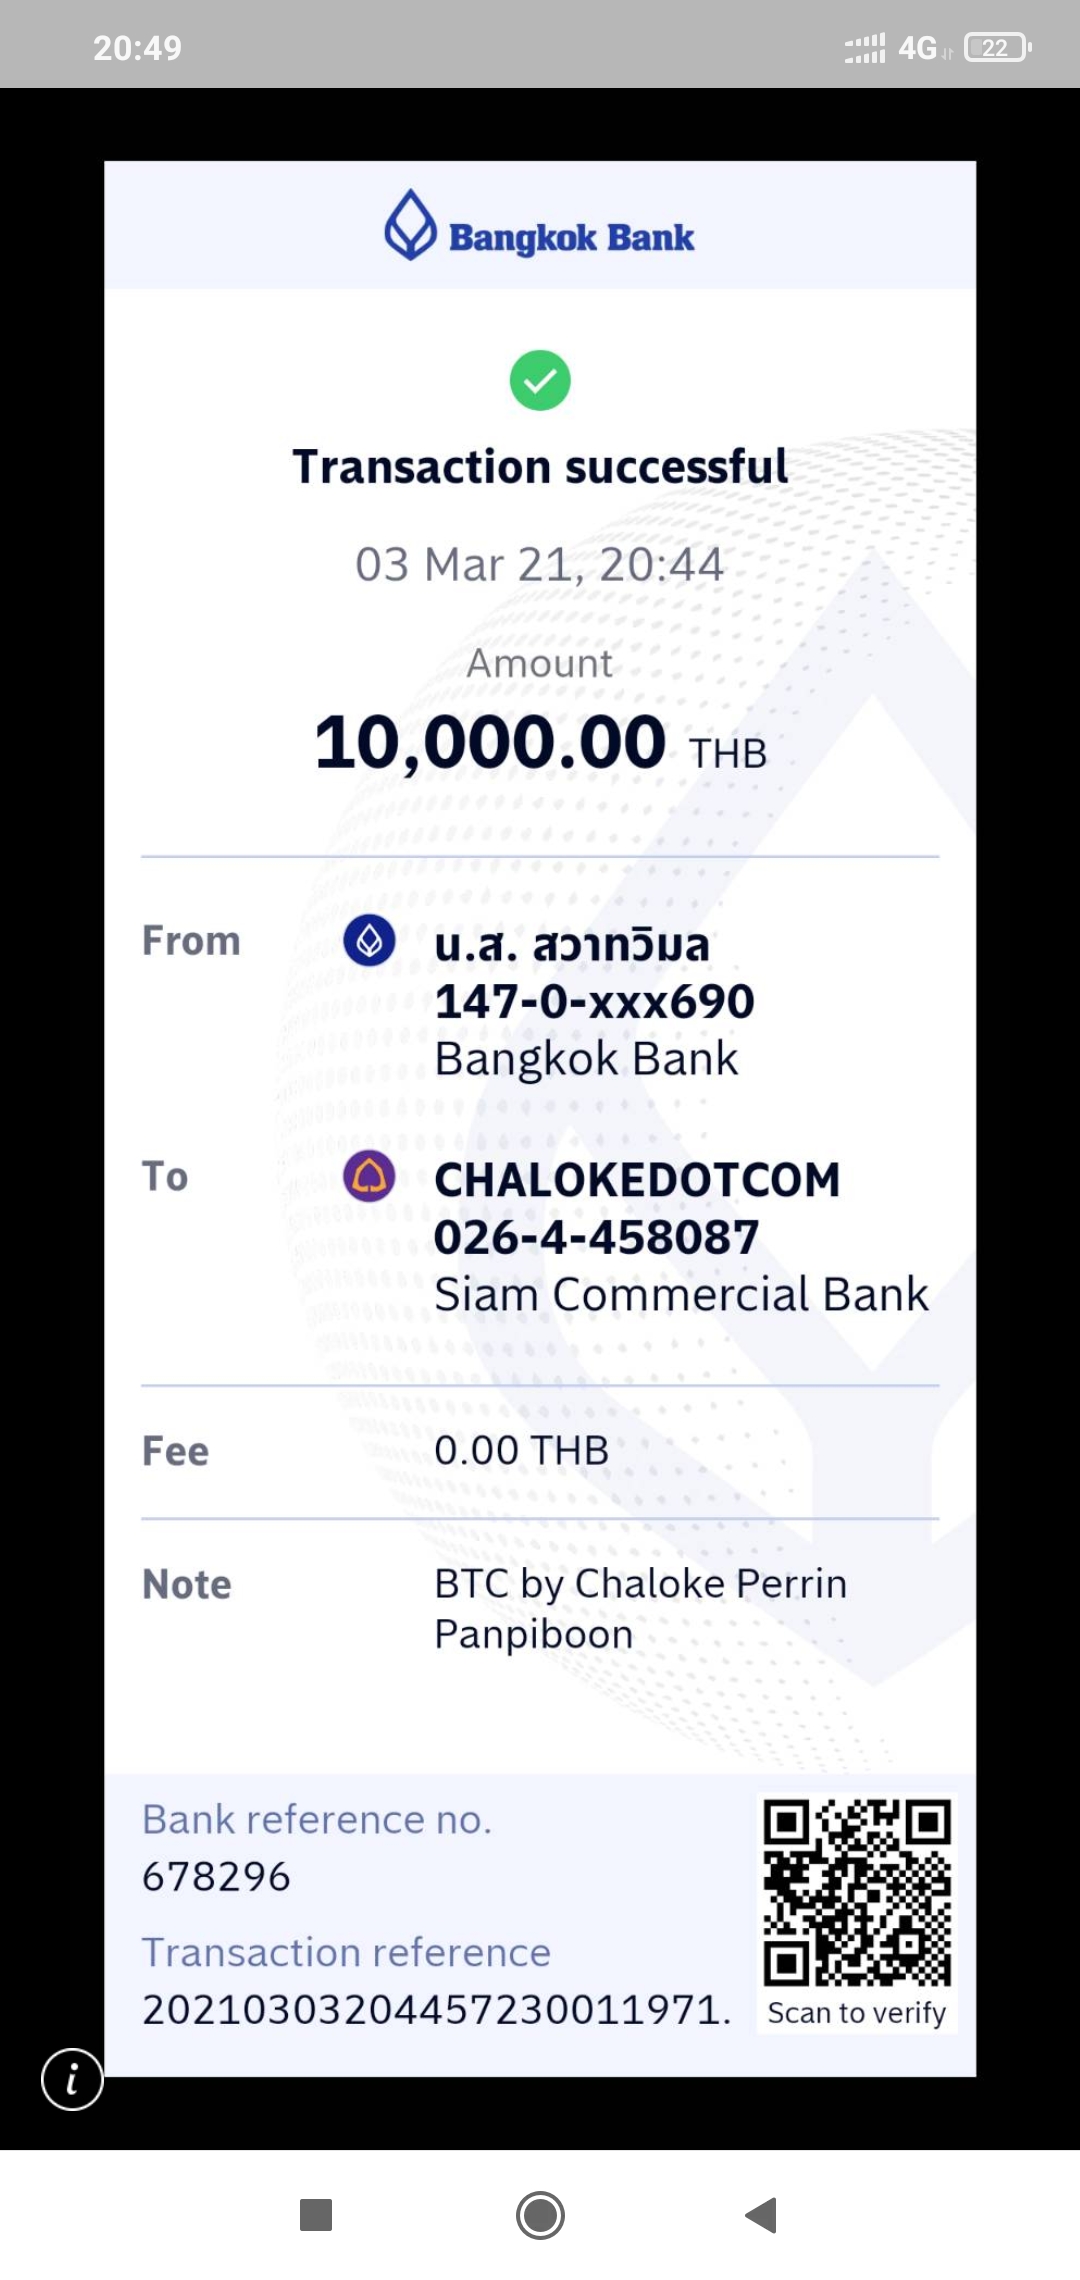 20:49
4G
22
Bangkok Bank
Transaction successful
03 Mar 21, 20:44
Amount
10,000.00 THB
From
น.ส. สวาทวิมล
147-0-xxx690
Bangkok Bank
To
CHALOKEDOTCOM
026-4-458087
Siam Commercial Bank
Fee
0.00 THB
Note
BTC by Chaloke Perrin
Panpiboon
Bank reference no.
678296
Transaction reference
2021030320445723001​1971.
Scan to verify
i